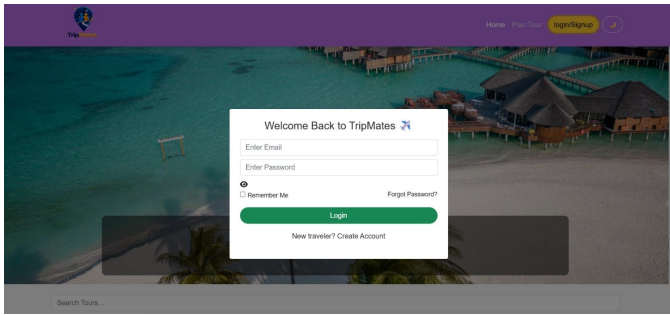 TripMates
Home Plan Tour login/Signup
Welcome Back to TripMates
Enter Email
Enter Password
Remember Me Forgot Password?
Login
New traveler? Create Account
Search Tours...